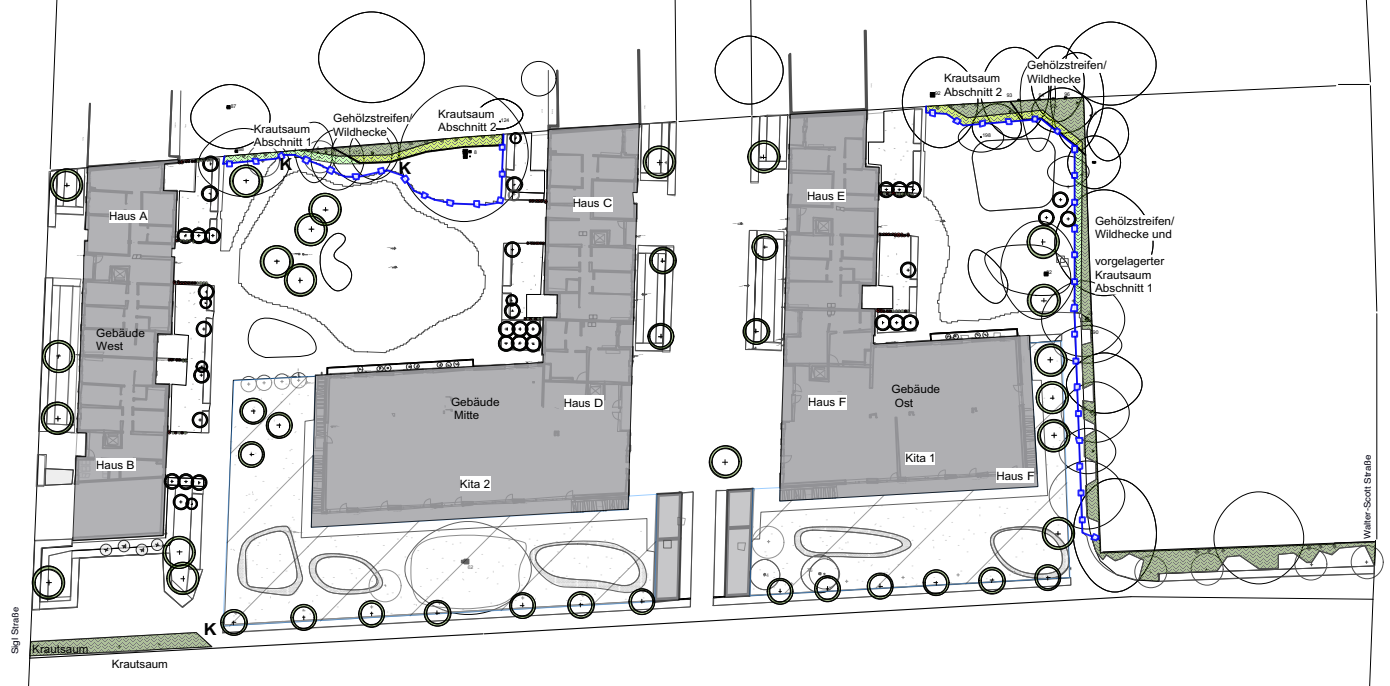 Krautsaum
Abschnitt 1
Gehölzstreifen/
Wildhecke
Krautsaum
Abschnitt 2
Krautsaum
Abschnitt 2
Gehölzstreifen/
Wildhecke
K
K
Haus A
Haus C
Haus E
Gehölzstreifen/
Wildhecke und
vorgelagerter
Krautsaum
Abschnitt 1
Gebäude
West
Gebäude
Mitte
Haus D
Haus F
Gebäude
Ost
Haus B
Kita 2
Kita 1
Haus F
Walter-Scott Straße
Sigl Straße
K
Krautsaum
Krautsaum